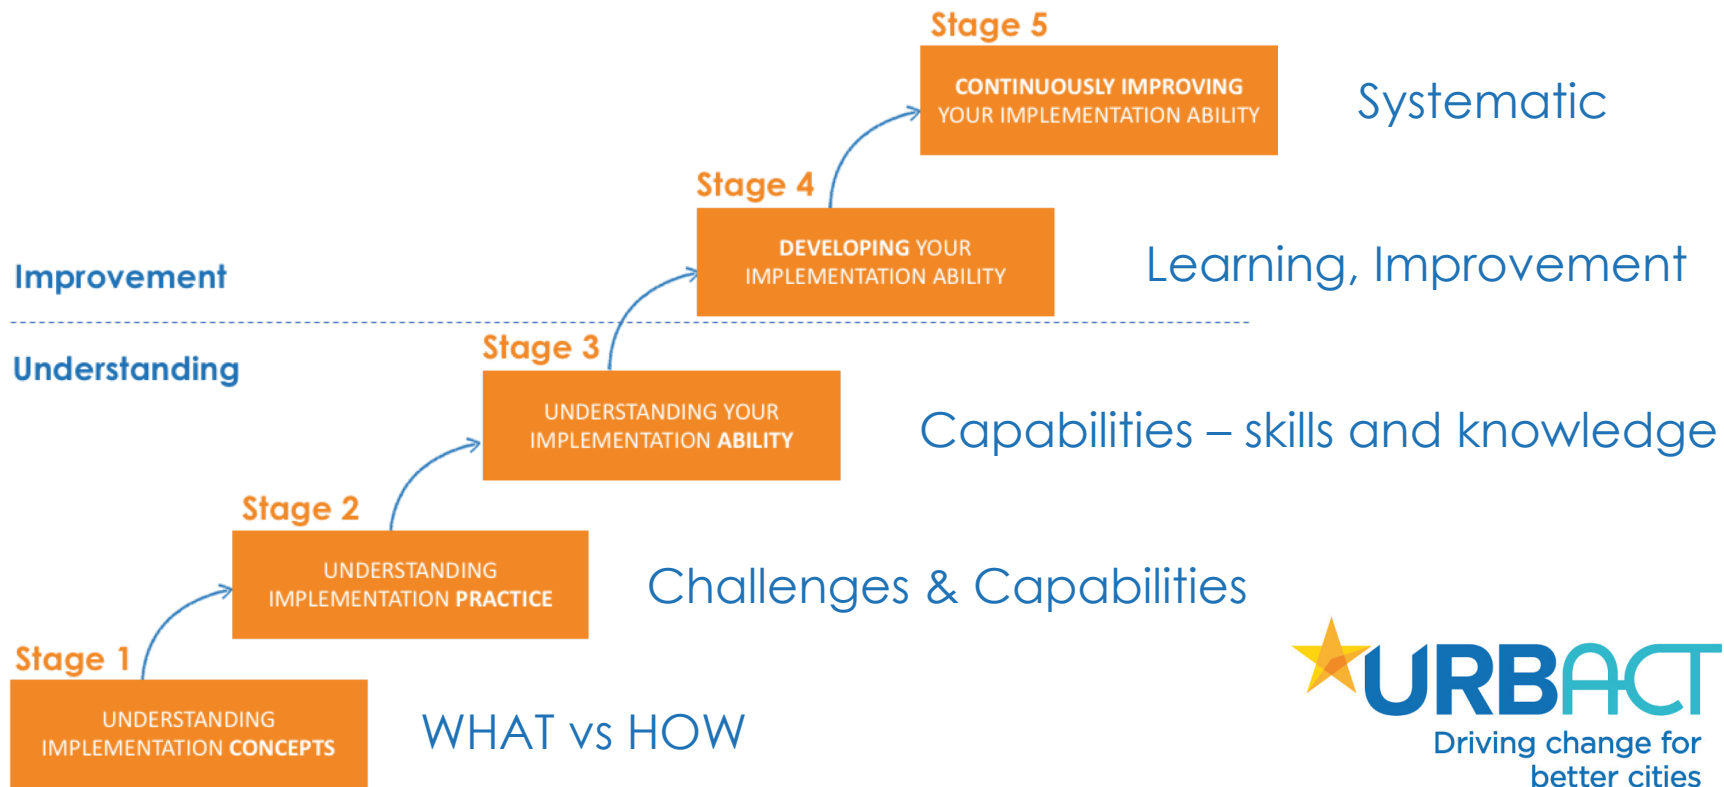 Stage 5
CONTINUOUSLY IMPROVING
YOUR IMPLEMENTATION ABILITY
Systematic
Stage 4
DEVELOPING YOUR
IMPLEMENTATION ABILITY
Learning, Improvement
Improvement
Understanding
Stage 3
UNDERSTANDING YOUR
IMPLEMENTATION ABILITY
Capabilities – skills and knowledge
Stage 2
UNDERSTANDING
IMPLEMENTATION PRACTICE
Challenges & Capabilities
Stage 1
UNDERSTANDING
IMPLEMENTATION CONCEPTS
WHAT vs HOW
URBACT
Driving change for
better cities